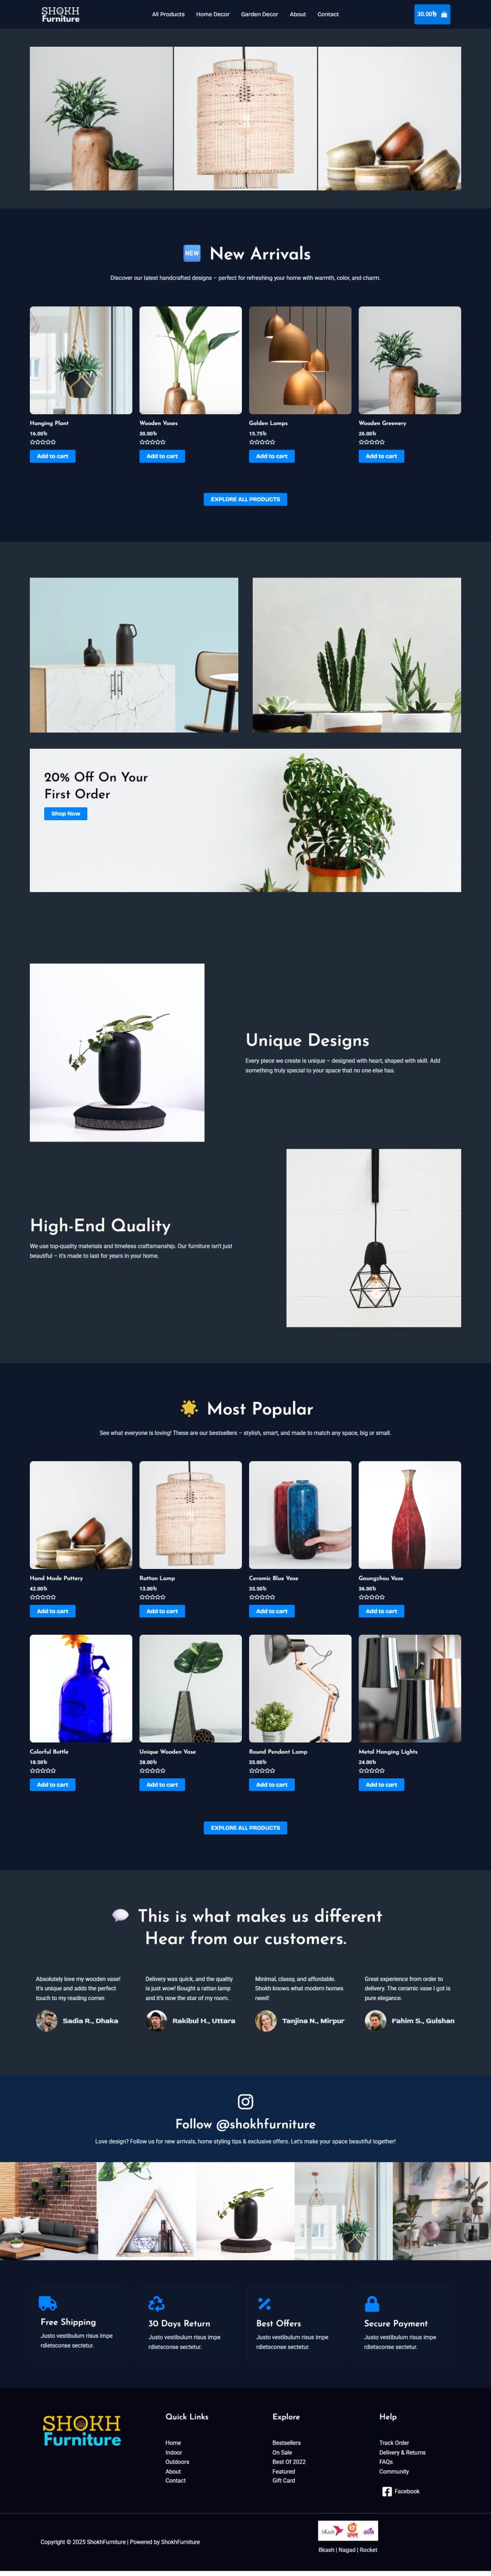 SHOKH
Furniture
All Products
Home Decor
Garden Decor
About
Contact
30.00৳
NEW
New Arrivals
Discover our latest handcrafted designs – perfect for refreshing your home with warmth, color, and charm.
Hanging Plant
Wooden Vases
Golden Lamps
Wooden Greenery
16.00৳
30.00৳
15.75৳
26.00৳
Add to cart
Add to cart
Add to cart
Add to cart
EXPLORE ALL PRODUCTS
20% Off On Your
First Order
Shop Now
Unique Designs
Every piece we create is unique – designed with heart, shaped with skill. Add
something truly special to your space that no one else has.
High-End Quality
We use top-quality materials and timeless craftsmanship. Our furniture isn't just
beautiful – it's made to last for years in your home.
Most Popular
See what everyone is loving! These are our bestsellers – stylish, smart, and made to match any space, big or small.
Hand Made Pottery
Rattan Lamp
Ceramic Blue Vase
Gaungzhou Vase
42.00৳
13.00৳
33.50৳
36.00৳
Add to cart
Add to cart
Add to cart
Add to cart
Colorful Bottle
Unique Wooden Vase
Round Pendant Lamp
Metal Hanging Lights
18.50৳
28.00৳
35.00৳
24.00৳
Add to cart
Add to cart
Add to cart
Add to cart
EXPLORE ALL PRODUCTS
This is what makes us different
Hear from our customers.
Absolutely love my wooden vase!
It's unique and adds the perfect
touch to my reading corner.
Sadia R., Dhaka
Delivery was quick, and the quality
is just wow! Bought a rattan lamp
and it's now the star of my room.
Rakibul H., Uttara
Minimal, classy, and affordable.
Shokh knows what modern homes
need!
Tanjina N., Mirpur
Great experience from order to
delivery. The ceramic vase I got is
pure elegance.
Fahim S., Gulshan
Follow @shokhfurniture
Love design? Follow us for new arrivals, home styling tips & exclusive offers. Let's make your space beautiful together!
Free Shipping
Justo vestibulum risus impe
rdietsconse sectetur.
30 Days Return
Justo vestibulum risus impe
rdietsconse sectetur.
Best Offers
Justo vestibulum risus impe
rdietsconse sectetur.
Secure Payment
Justo vestibulum risus impe
rdietsconse sectetur.
SHOKH
Furniture
Quick Links
Home
Indoor
Outdoors
About
Contact
Explore
Bestsellers
On Sale
Best Of 2022
Featured
Gift Card
Help
Track Order
Delivery & Returns
FAQs
Community
Facebook
Copyright © 2025 ShokhFurniture | Powered by ShokhFurniture
bKash
নগদ
Bkash | Nagad | Rocket